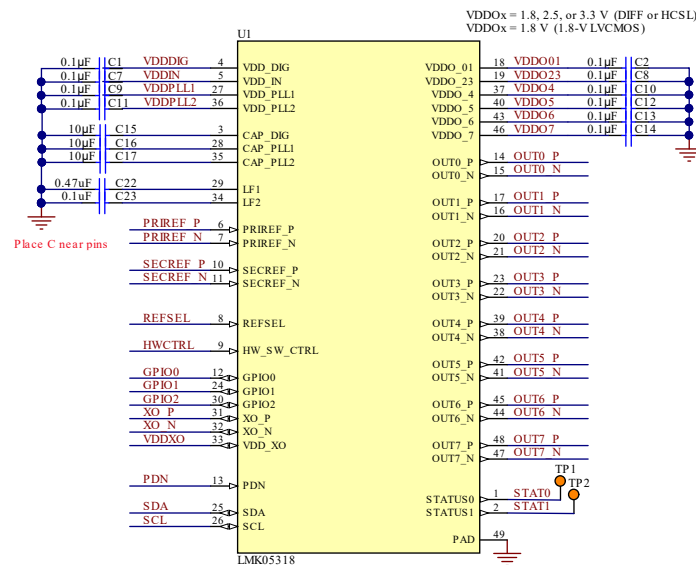 VDDOx = 1.8, 2.5, or 3.3 V (DIFF or HCSL)
VDDOx = 1.8 V (1.8-V LVCMOS)
U1
0.1µF C1 VDDDIG 4 VDD_DIG
0.1µF C7 VDDIN 5 VDD_IN
0.1µF C9 VDDPLL1 27 VDD_PLL1
0.1µF C11 VDDPLL2 36 VDD_PLL2
10µF C15 3 CAP_DIG
10µF C16 28 CAP_PLL1
10µF C17 35 CAP_PLL2
0.47uF C22 29 LF1
0.1uF C23 34 LF2
Place C near pins
PRIREF_P 6 PRIREF_P
PRIREF_N 7 PRIREF_N
SECREF_P 10 SECREF_P
SECREF_N 11 SECREF_N
REFSEL 8 REFSEL
HWCTRL 9 HW_SW_CTRL
GPIO0 12 GPIO0
GPIO1 24 GPIO1
GPIO2 30 GPIO2
XO_P 31 XO_P
XO_N 32 XO_N
VDDXO 33 VDD_XO
PDN 13 PDN
SDA 25 SDA
SCL 26 SCL
VDDO_01 18 VDDO01 0.1µF C2
VDDO_23 19 VDDO23 0.1µF C8
VDDO_4 37 VDDO4 0.1µF C10
VDDO_5 40 VDDO5 0.1µF C12
VDDO_6 43 VDDO6 0.1µF C13
VDDO_7 46 VDDO7 0.1µF C14
OUT0_P 14 OUT0_P
OUT0_N 15 OUT0_N
OUT1_P 17 OUT1_P
OUT1_N 16 OUT1_N
OUT2_P 20 OUT2_P
OUT2_N 21 OUT2_N
OUT3_P 23 OUT3_P
OUT3_N 22 OUT3_N
OUT4_P 39 OUT4_P
OUT4_N 38 OUT4_N
OUT5_P 42 OUT5_P
OUT5_N 41 OUT5_N
OUT6_P 45 OUT6_P
OUT6_N 44 OUT6_N
OUT7_P 48 OUT7_P
OUT7_N 47 OUT7_N
TP1
TP2
STATUS0 1 STAT0
STATUS1 2 STAT1
PAD 49
LMK05318